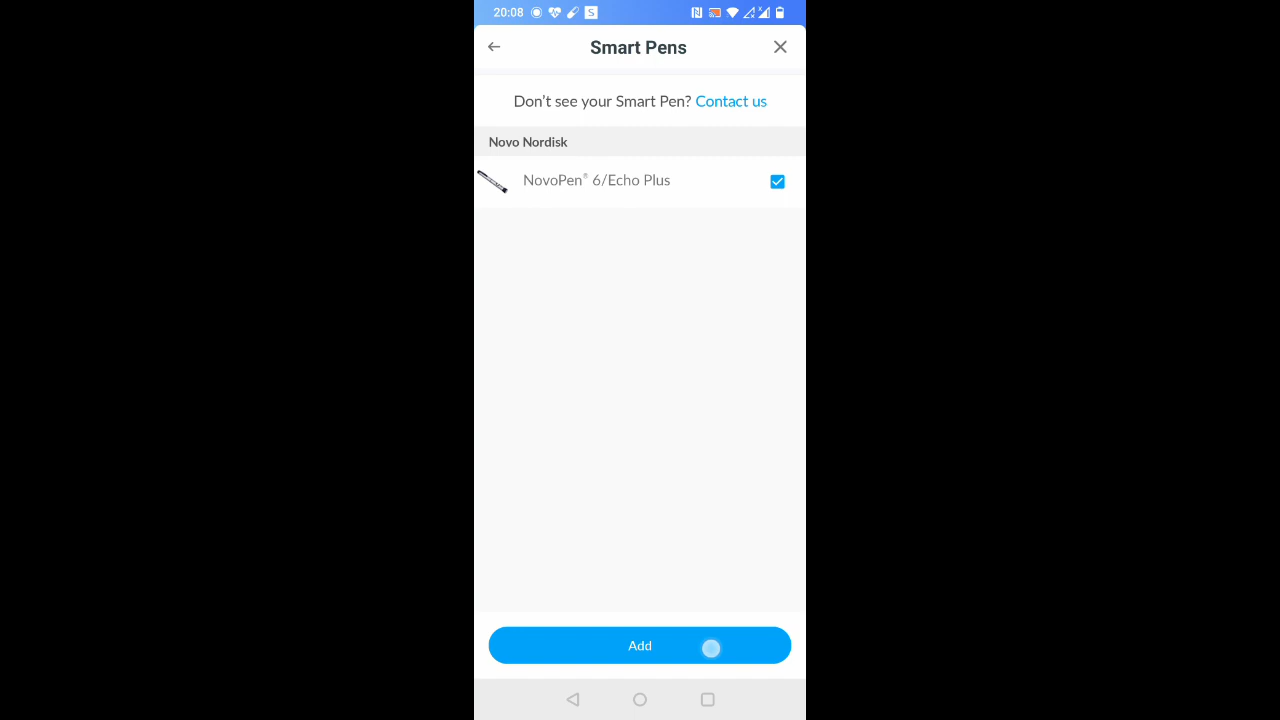 20:08 S
Smart Pens
Don't see your Smart Pen? Contact us
Novo Nordisk
NovoPen® 6/Echo Plus
Add